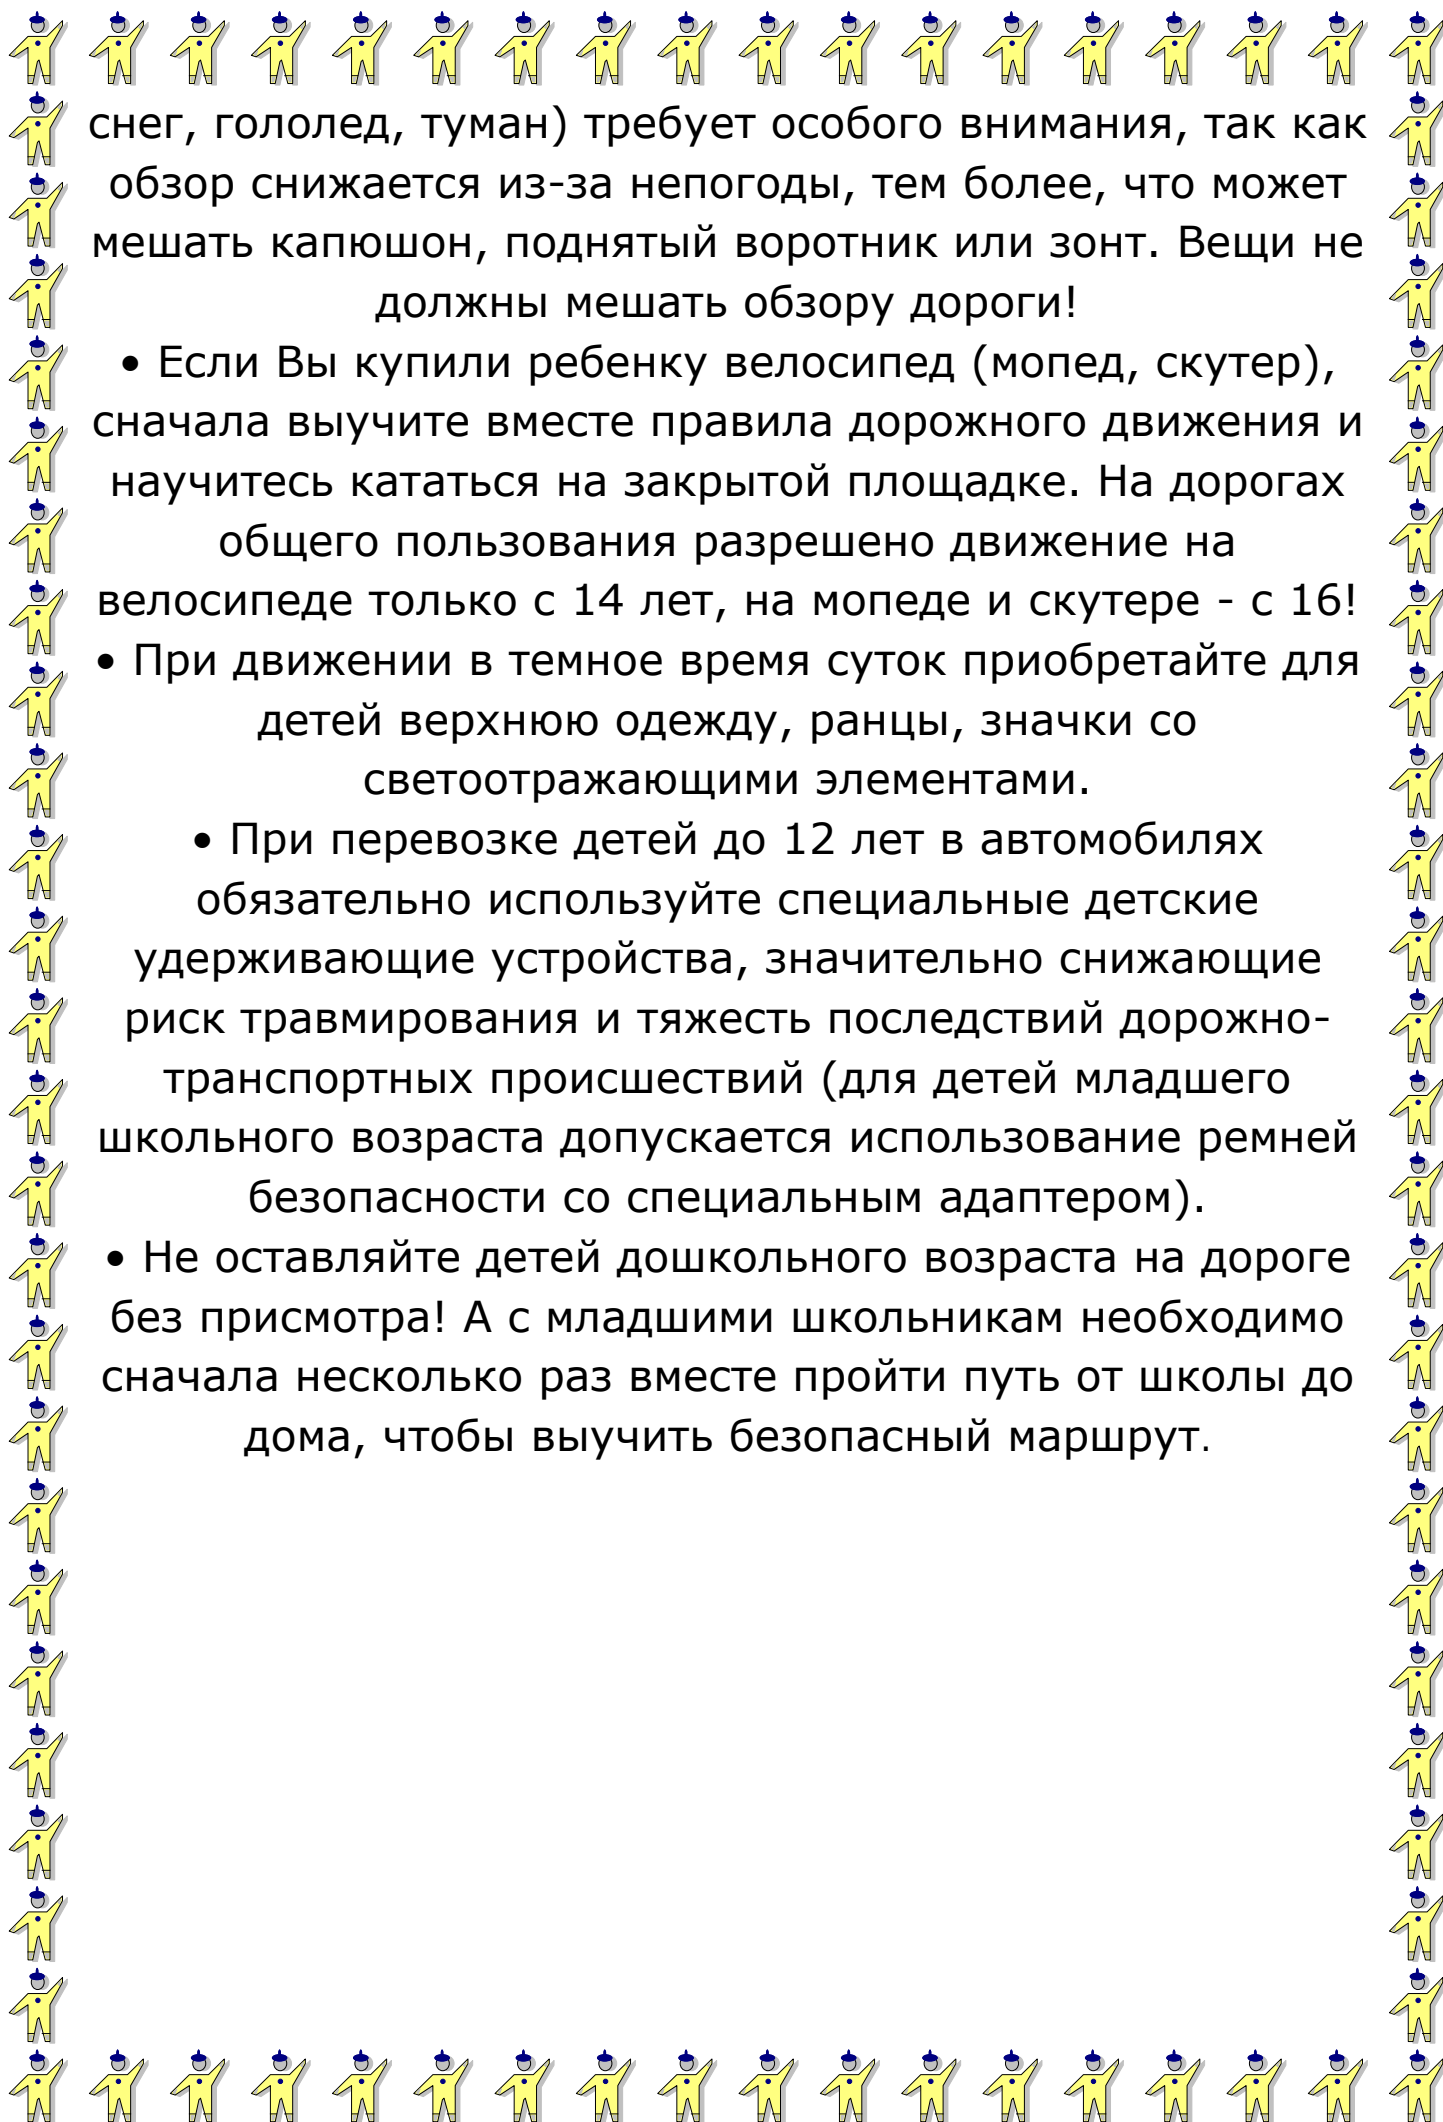 снег, гололед, туман) требует особого внимания, так как
обзор снижается из-за непогоды, тем более, что может
мешать капюшон, поднятый воротник или зонт. Вещи не
должны мешать обзору дороги!
• Если Вы купили ребенку велосипед (мопед, скутер),
сначала выучите вместе правила дорожного движения и
научитесь кататься на закрытой площадке. На дорогах
общего пользования разрешено движение на
велосипеде только с 14 лет, на мопеде и скутере - с 16!
• При движении в темное время суток приобретайте для
детей верхнюю одежду, ранцы, значки со
светоотражающими элементами.
• При перевозке детей до 12 лет в автомобилях
обязательно используйте специальные детские
удерживающие устройства, значительно снижающие
риск травмирования и тяжесть последствий дорожно-
транспортных происшествий (для детей младшего
школьного возраста допускается использование ремней
безопасности со специальным адаптером).
• Не оставляйте детей дошкольного возраста на дороге
без присмотра! А с младшими школьникам необходимо
сначала несколько раз вместе пройти путь от школы до
дома, чтобы выучить безопасный маршрут.